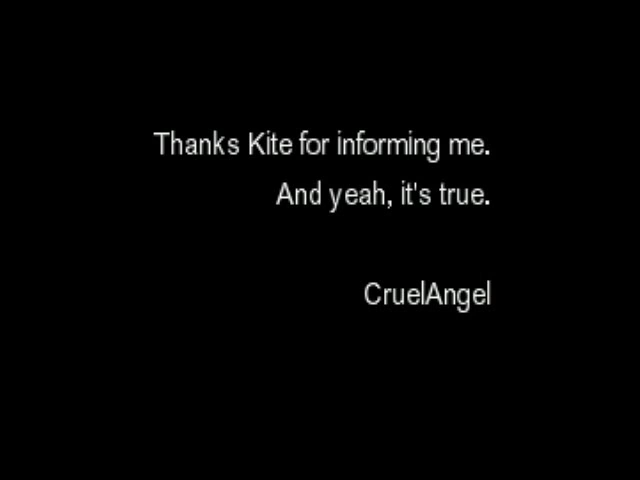 Thanks Kite for informing me.
And yeah, it's true.
CruelAngel